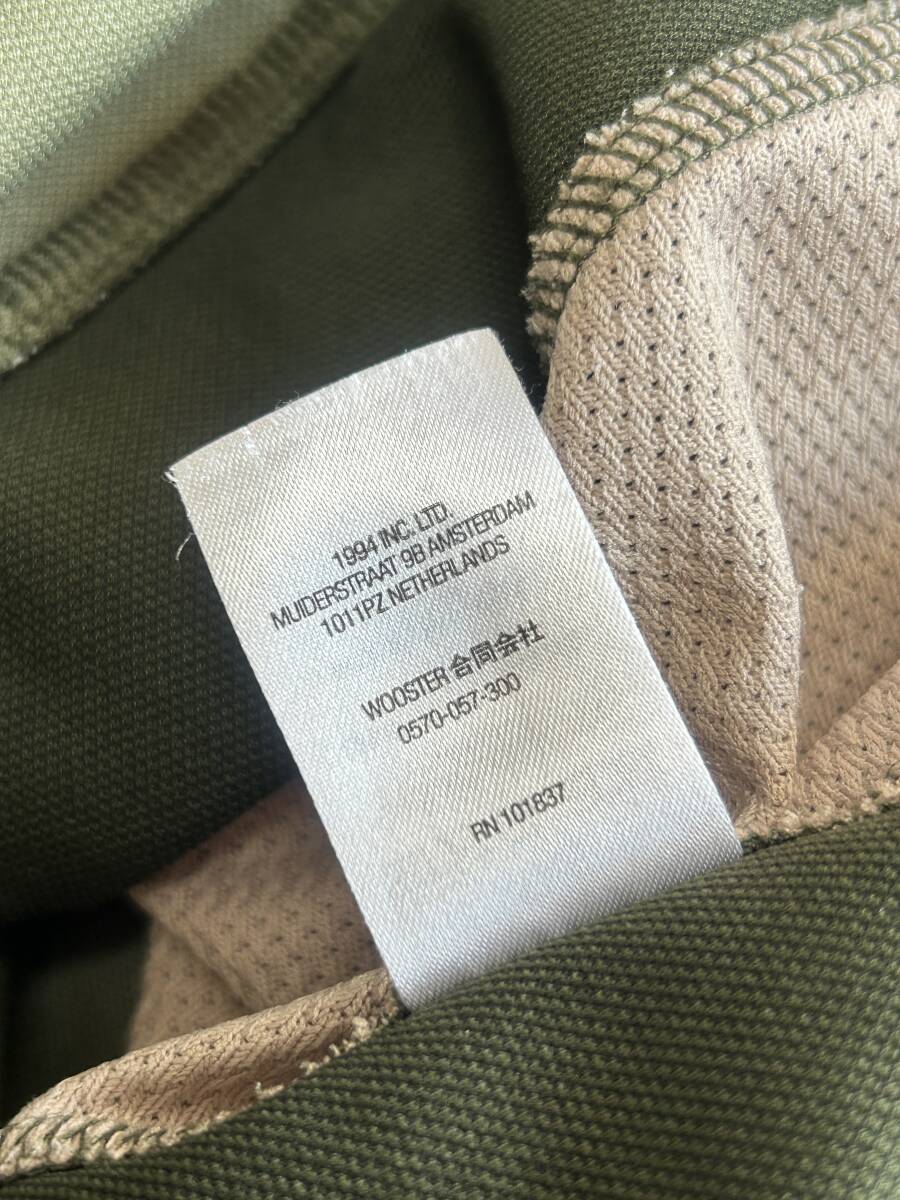 1994 INC. LTD.
MUIDERSTRAAT 9B AMSTERDAM
1011PZ NETHERLANDS
WOOSTER 合同会社
0570-057-300
RN 101837